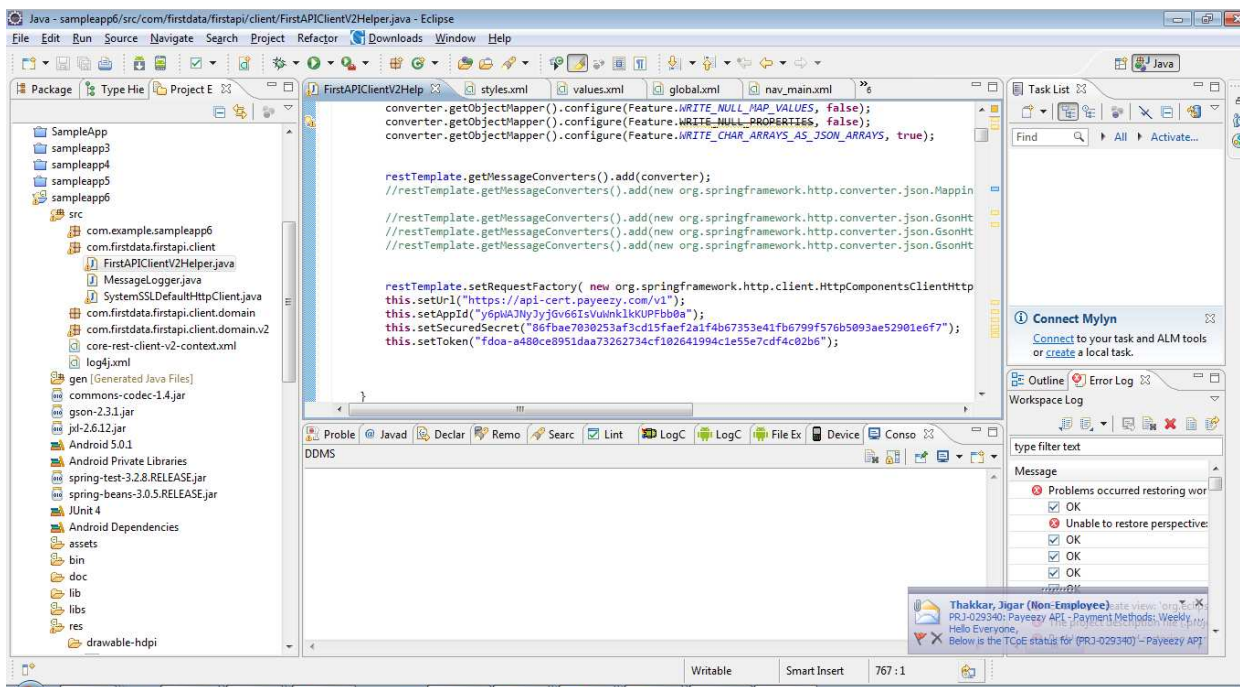 Java - sampleapp6/src/com/firstdata/firstapi/client/FirstAPIClientV2Helper.java - Eclipse
File Edit Run Source Navigate Search Project Refactor Downloads Window Help
Java
Package Type Hie Project E
SampleApp
sampleapp3
sampleapp4
sampleapp5
sampleapp6
src
com.example.sampleapp6
com.firstdata.firstapi.client
FirstAPIClientV2Helper.java
MessageLogger.java
SystemSSLDefaultHttpClient.java
com.firstdata.firstapi.client.domain
com.firstdata.firstapi.client.domain.v2
core-rest-client-v2-context.xml
log4j.xml
gen [Generated Java Files]
commons-codec-1.4.jar
gson-2.3.1.jar
jxl-2.6.12.jar
Android 5.0.1
Android Private Libraries
spring-test-3.2.8.RELEASE.jar
spring-beans-3.0.5.RELEASE.jar
JUnit 4
Android Dependencies
assets
bin
doc
lib
libs
res
drawable-hdpi
FirstAPIClientV2Help styles.xml values.xml global.xml nav_main.xml »6
converter.getObjectMapper().configure(Feature.WRITE_NULL_MAP_VALUES, false);
converter.getObjectMapper().configure(Feature.WRITE_NULL_PROPERTIES, false);
converter.getObjectMapper().configure(Feature.WRITE_CHAR_ARRAYS_AS_JSON_ARRAYS, true);
restTemplate.getMessageConverters().add(converter);
//restTemplate.getMessageConverters().add(new org.springframework.http.converter.json.Mappin
//restTemplate.getMessageConverters().add(new org.springframework.http.converter.json.GsonHt
//restTemplate.getMessageConverters().add(new org.springframework.http.converter.json.GsonHt
//restTemplate.getMessageConverters().add(new org.springframework.http.converter.json.GsonHt
restTemplate.setRequestFactory( new org.springframework.http.client.HttpComponentsClientHttp
this.setUrl("https://api-cert.payeezy.com/v1");
this.setAppId("y6pWAJNyJyjGv66IsVuWnklkKUPFbb0a");
this.setSecuredSecret("86fbae7030253af3cd15faef2a1f4b67353e41fb6799f576b5093ae52901e6f7");
this.setToken("fdoa-a480ce8951daa73262734cf102641994c1e55e7cdf4c02b6");
}
Proble Javad Declar Remo Searc Lint LogC LogC File Ex Device Conso
DDMS
Task List
Find All Activate...
Connect Mylyn
Connect to your task and ALM tools
or create a local task.
Outline Error Log
Workspace Log
type filter text
Message
Problems occurred restoring wor
OK
Unable to restore perspective:
OK
OK
OK
Thakkar, Jigar (Non-Employee)
PRJ-029340: Payeezy API - Payment Methods: Weekly ...
Hello Everyone,
Below is the TCoE status for (PRJ-029340) – Payeezy API
Writable Smart Insert 767 : 1